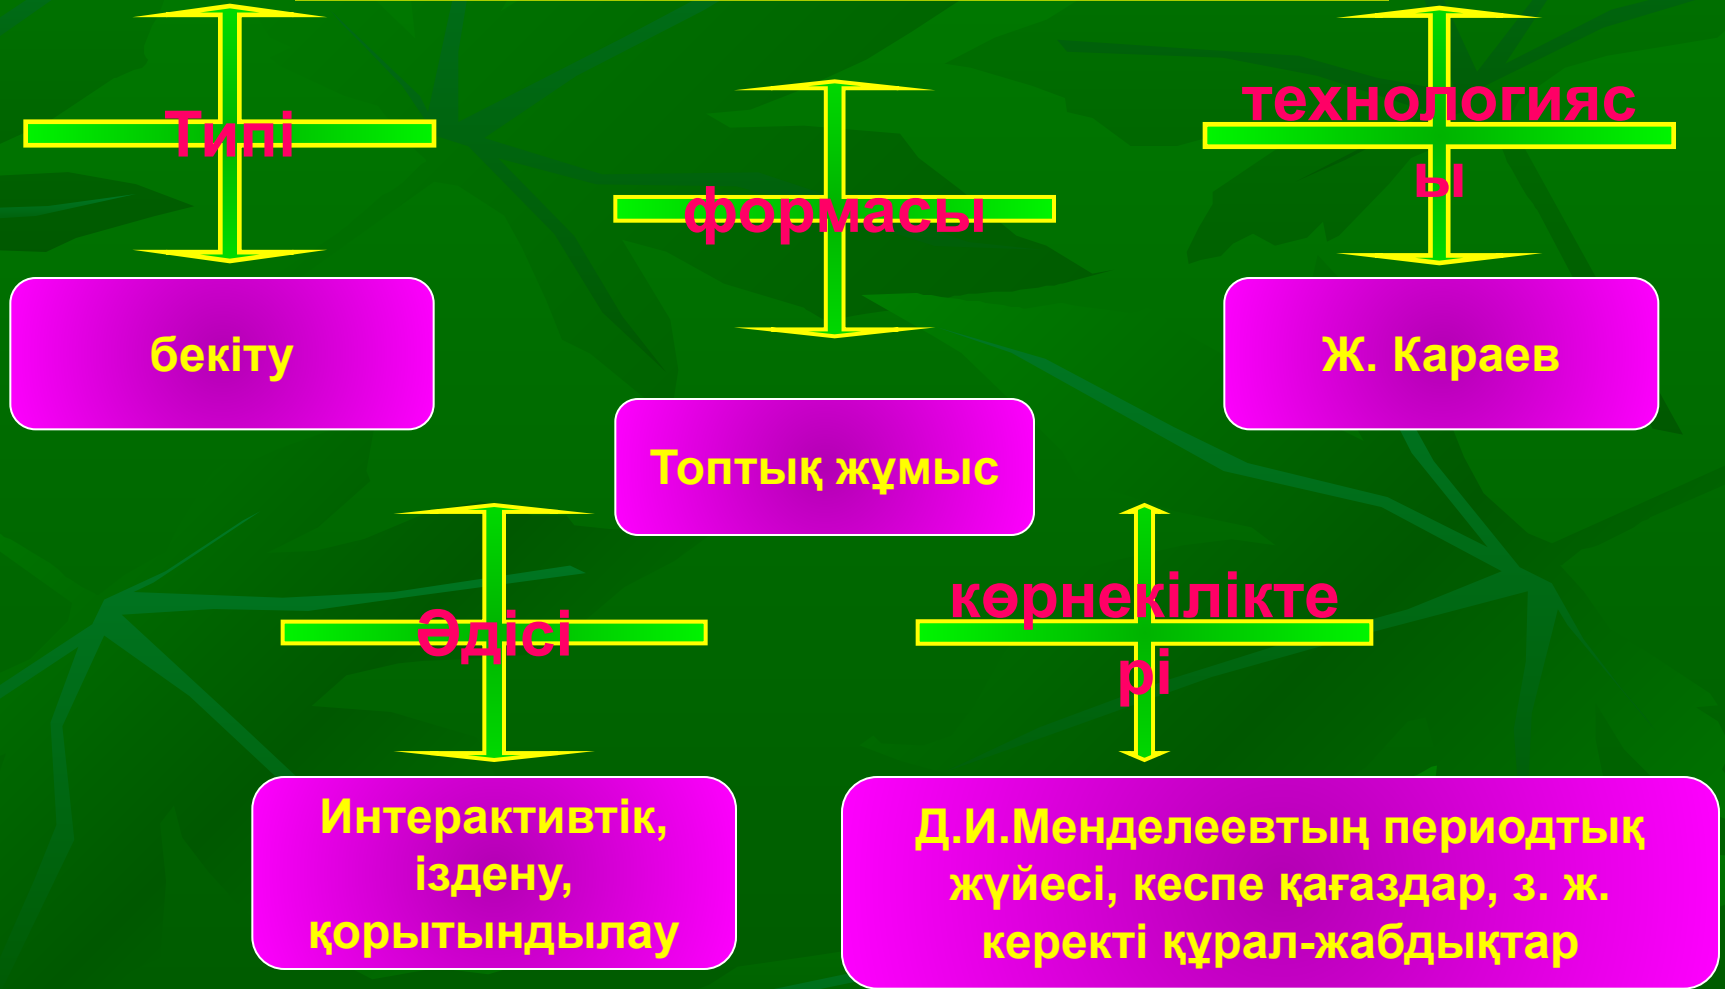 Типі
формасы
технологияс
ы
бекіту
Топтық жұмыс
Ж. Караев
Әдісі
көрнекілікте
рі
Интерактивтік,
іздену,
қорытындылау
Д.И.Менделеевтың периодтық
жүйесі, кеспе қағаздар, з. ж.
керекті құрал-жабдықтар